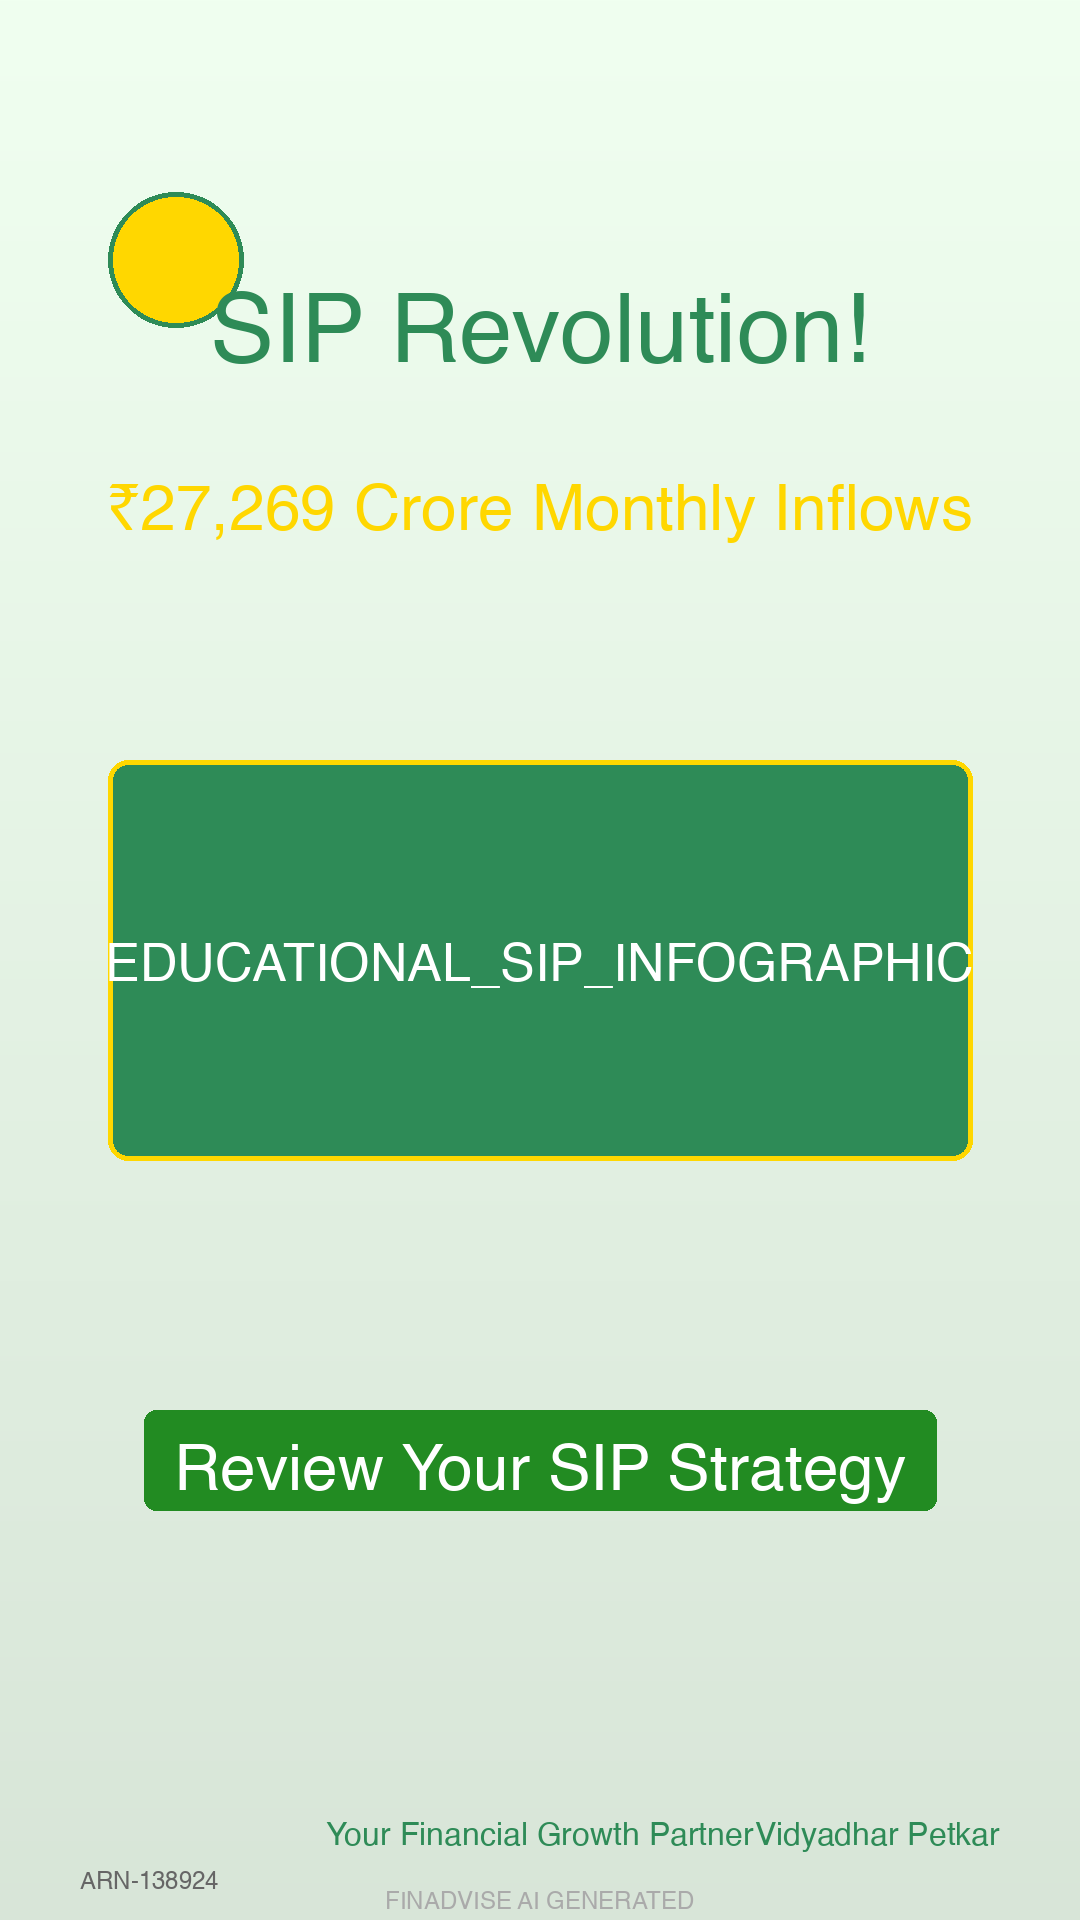 SIP Revolution!
₹27,269 Crore Monthly Inflows
EDUCATIONAL_SIP_INFOGRAPHIC
Review Your SIP Strategy
Your Financial Growth PartnerVidyadhar Petkar
ARN-138924
FINADVISE AI GENERATED